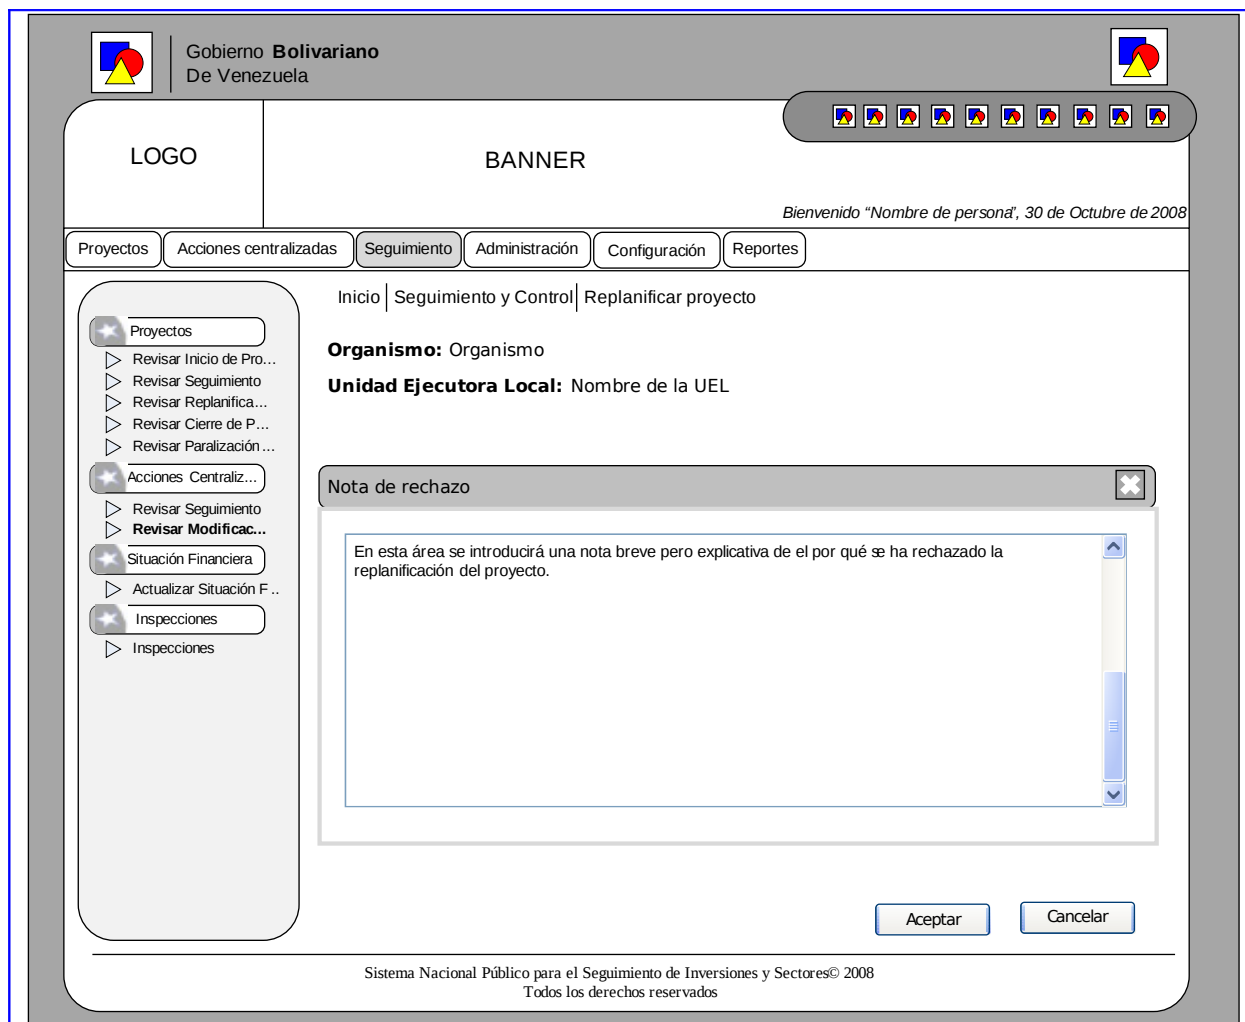 Gobierno Bolivariano
De Venezuela
LOGO
BANNER
Bienvenido “Nombre de persona”, 30 de Octubre de 2008
Proyectos
Acciones centralizadas
Seguimiento
Administración
Configuración
Reportes
Inicio
Seguimiento y Control
Replanificar proyecto
Proyectos
Revisar Inicio de Pro...
Revisar Seguimiento
Revisar Replanifica...
Revisar Cierre de P...
Revisar Paralización ...
Acciones Centraliz...
Revisar Seguimiento
Revisar Modificac...
Situación Financiera
Actualizar Situación F...
Inspecciones
Inspecciones
Organismo: Organismo
Unidad Ejecutora Local: Nombre de la UEL
Nota de rechazo
En esta área se introducirá una nota breve pero explicativa de el por qué se ha rechazado la
replanificación del proyecto.
Aceptar
Cancelar
Sistema Nacional Público para el Seguimiento de Inversiones y Sectores© 2008
Todos los derechos reservados